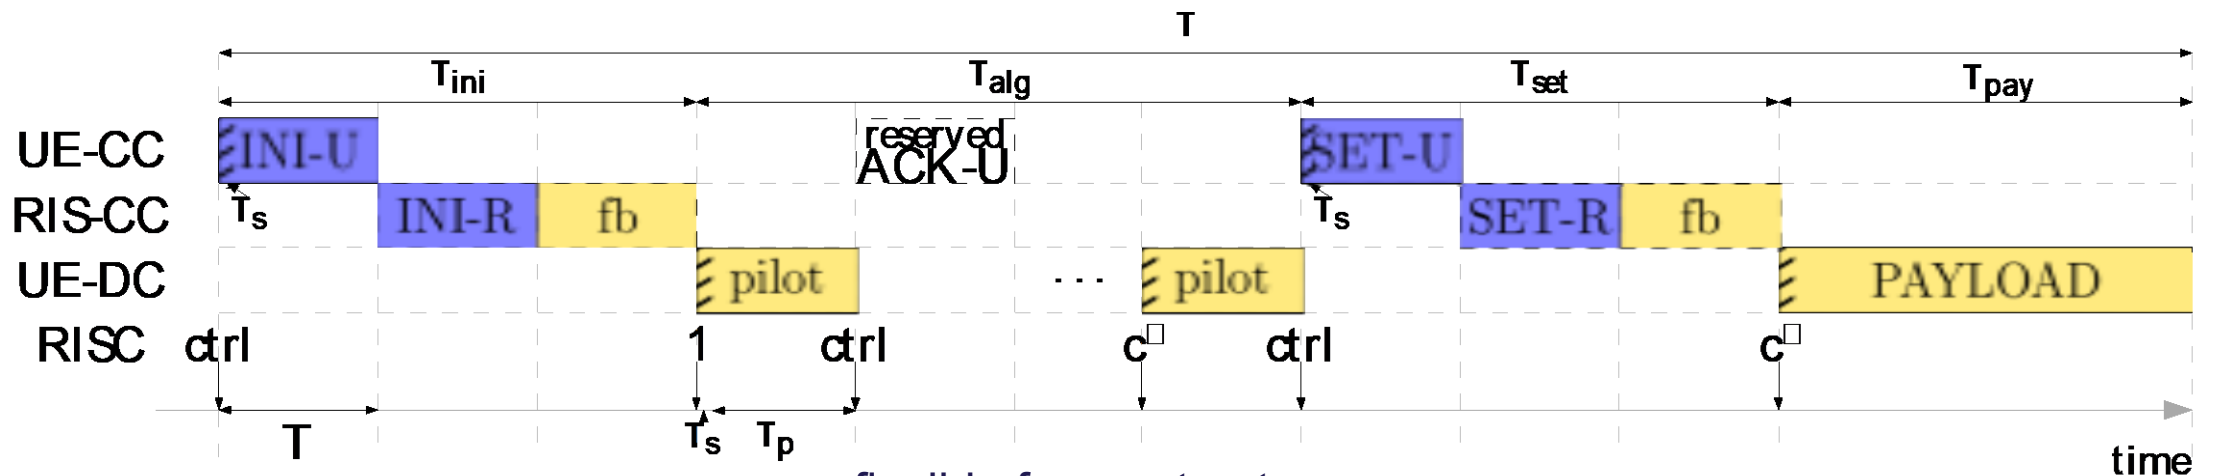 T
Tini Talg Tset Tpay
UE-CC INI-U reserved SET-U
ACK-U
RIS-CC Ts INI-R fb Ts SET-R fb
UE-DC pilot ... pilot PAYLOAD
RISC ctrl 1 ctrl c□ ctrl c□
T Ts Tp
time